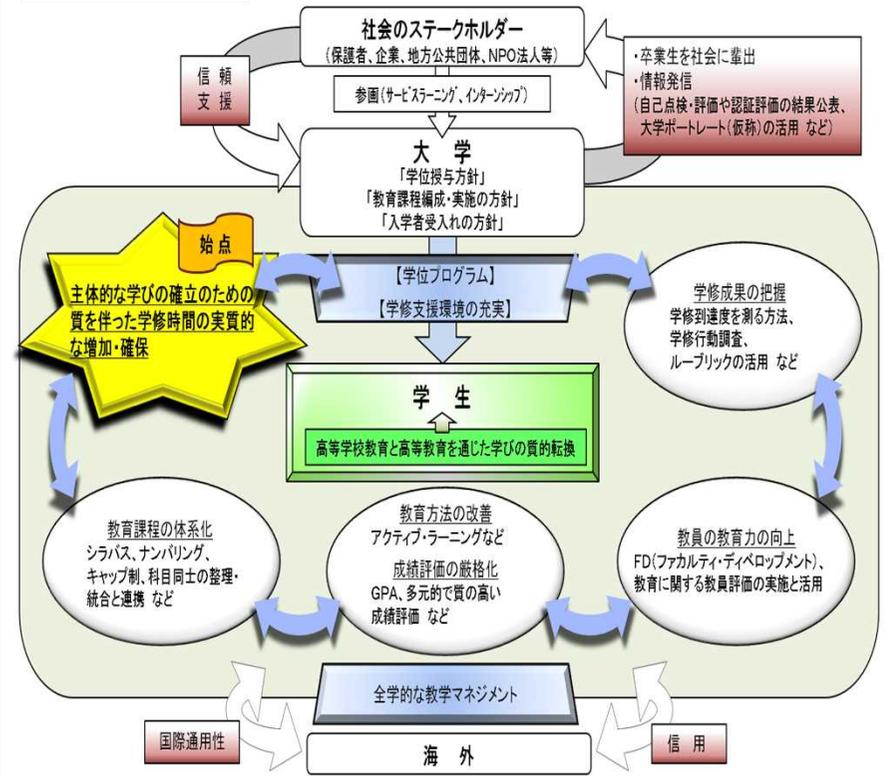 社会のステークホルダー
(保護者、企業、地方公共団体、NPO法人等)
信 頼
支 援
参画(サービスラーニング、インターンシップ)
・卒業生を社会に輩出
・情報発信
(自己点検・評価や認証評価の結果公表、
大学ポートレート(仮称)の活用 など)
大 学
「学位授与方針」
「教育課程編成・実施の方針」
「入学者受入れの方針」
始点
主体的な学びの確立のための
質を伴った学修時間の実質的
な増加・確保
【学位プログラム】
【学修支援環境の充実】
学修成果の把握
学修到達度を測る方法、
学修行動調査、
ルーブリックの活用 など
学 生
高等学校教育と高等教育を通じた学びの質的転換
教育課程の体系化
シラバス、ナンバリング、
キャップ制、科目同士の整理・
統合と連携 など
教育方法の改善
アクティブ・ラーニングなど
成績評価の厳格化
GPA、多元的で質の高い
成績評価 など
教員の教育力の向上
FD(ファカルティ・ディベロップメント)、
教育に関する教員評価の実施と活用
全学的な教学マネジメント
国際通用性
海 外
信 用